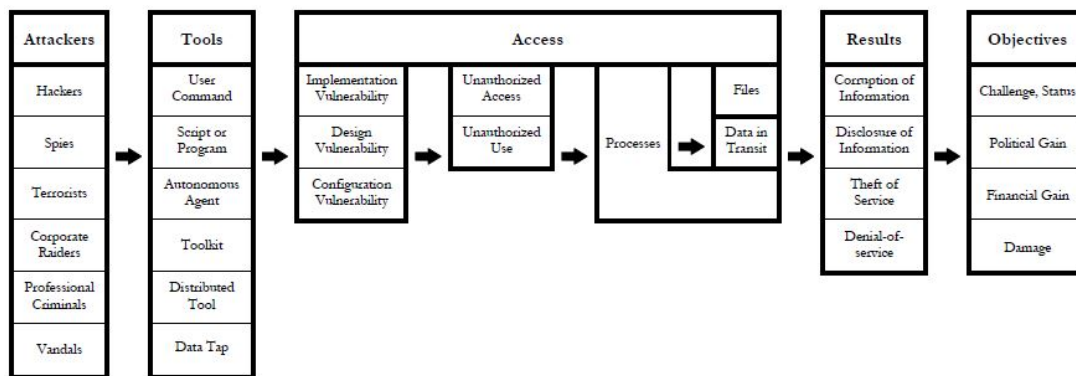 Attackers
Hackers
Spies
Terrorists
Corporate
Raiders
Professional
Criminals
Vandals
Tools
User
Command
Script or
Program
Autonomous
Agent
Toolkit
Distributed
Tool
Data Tap
Access
Implementation
Vulnerability
Design
Vulnerability
Configuration
Vulnerability
Unauthorized
Access
Unauthorized
Use
Processes
Files
Data in
Transit
Results
Corruption of
Information
Disclosure of
Information
Theft of
Service
Denial-of-
service
Objectives
Challenge, Status
Political Gain
Financial Gain
Damage